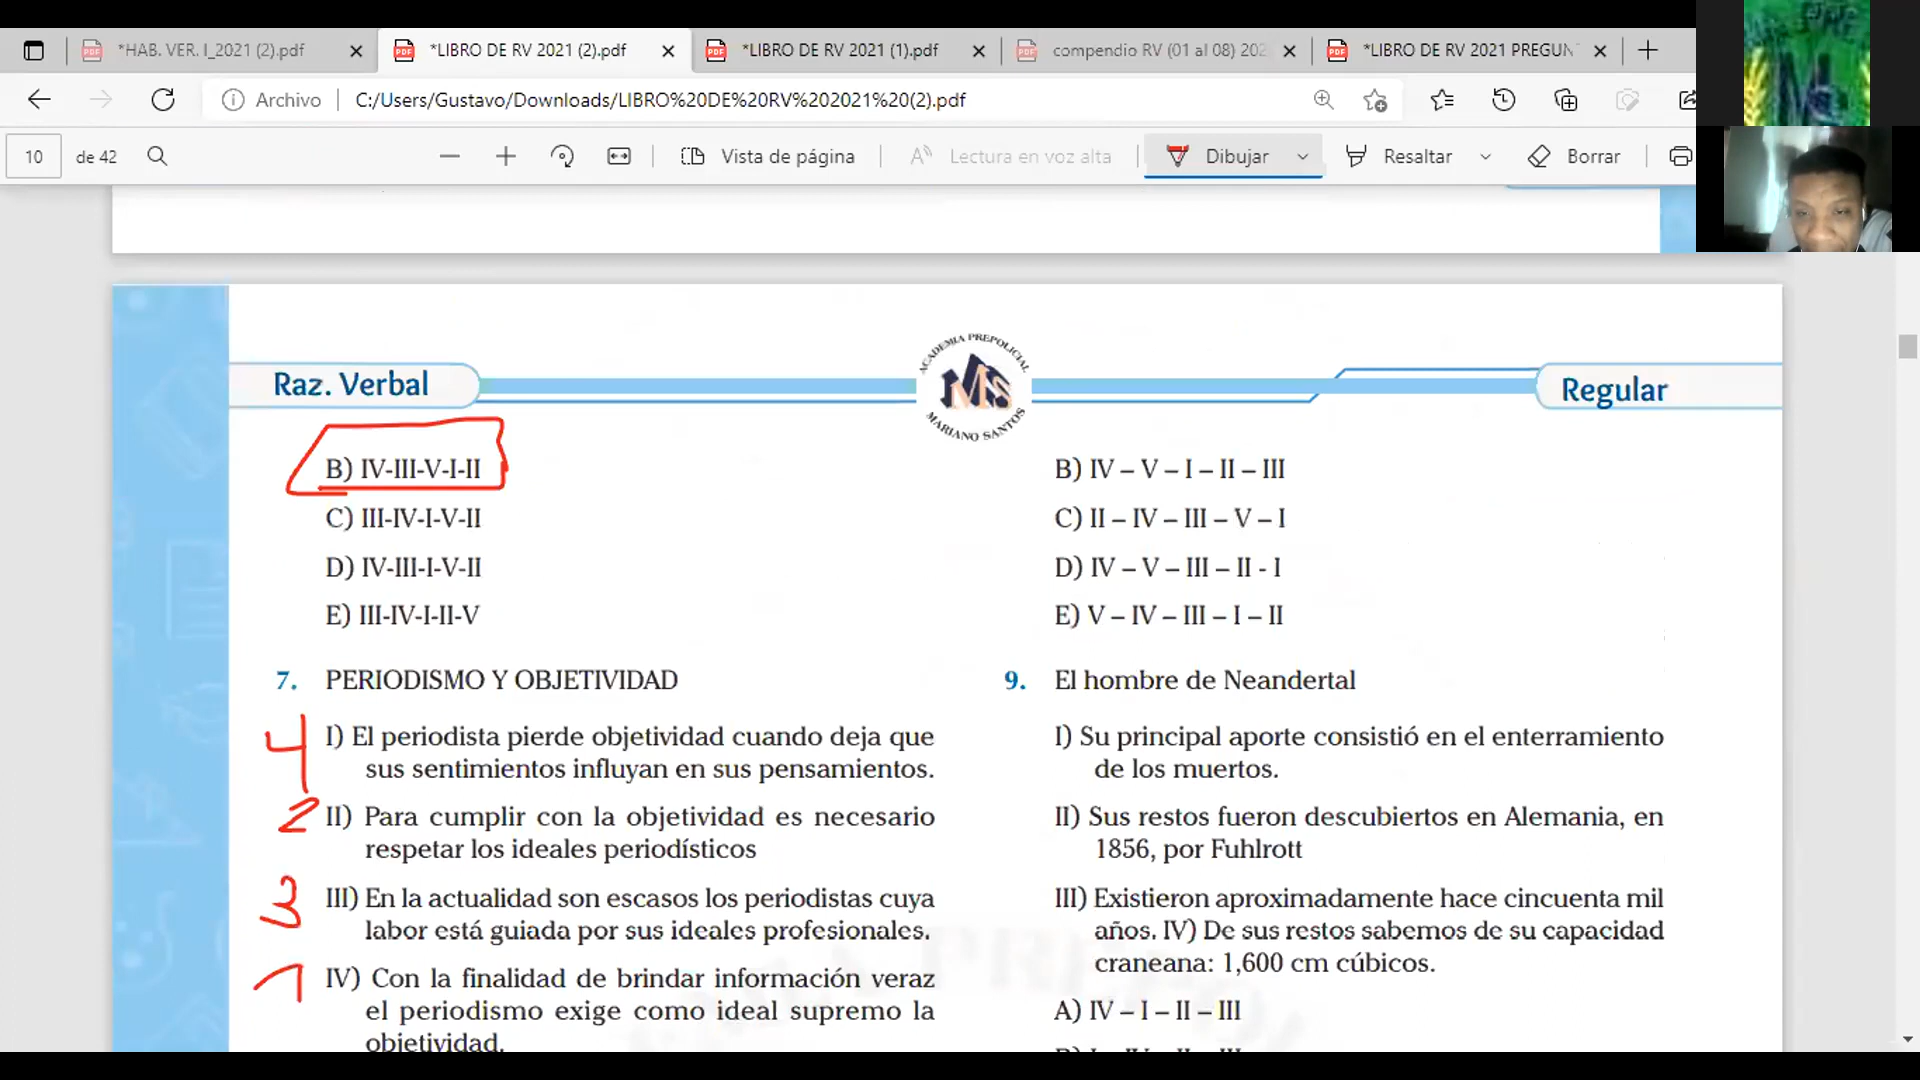 *HAB. VER. I_2021 (2).pdf
*LIBRO DE RV 2021 (2).pdf
*LIBRO DE RV 2021 (1).pdf
compendio RV (01 al 08) 202
*LIBRO DE RV 2021 PREGUN
Archivo
C:/Users/Gustavo/Downloads/LIBRO%20DE%20RV%202021%20(2).pdf
10
de 42
Vista de página
Lectura en voz alta
Dibujar
Resaltar
Borrar
Raz. Verbal
ACADEMIA PREPOLICIAL
MS
MARIANO SANTOS
Regular
B) IV-III-V-I-II
C) III-IV-I-V-II
D) IV-III-I-V-II
E) III-IV-I-II-V
7. PERIODISMO Y OBJETIVIDAD
4
I) El periodista pierde objetividad cuando deja que
sus sentimientos influyan en sus pensamientos.
2
II) Para cumplir con la objetividad es necesario
respetar los ideales periodísticos
3
III) En la actualidad son escasos los periodistas cuya
labor está guiada por sus ideales profesionales.
1
IV) Con la finalidad de brindar información veraz
el periodismo exige como ideal supremo la
objetividad.
B) IV – V – I – II – III
C) II – IV – III – V – I
D) IV – V – III – II - I
E) V – IV – III – I – II
9. El hombre de Neandertal
I) Su principal aporte consistió en el enterramiento
de los muertos.
II) Sus restos fueron descubiertos en Alemania, en
1856, por Fuhlrott
III) Existieron aproximadamente hace cincuenta mil
años. IV) De sus restos sabemos de su capacidad
craneana: 1,600 cm cúbicos.
A) IV – I – II – III